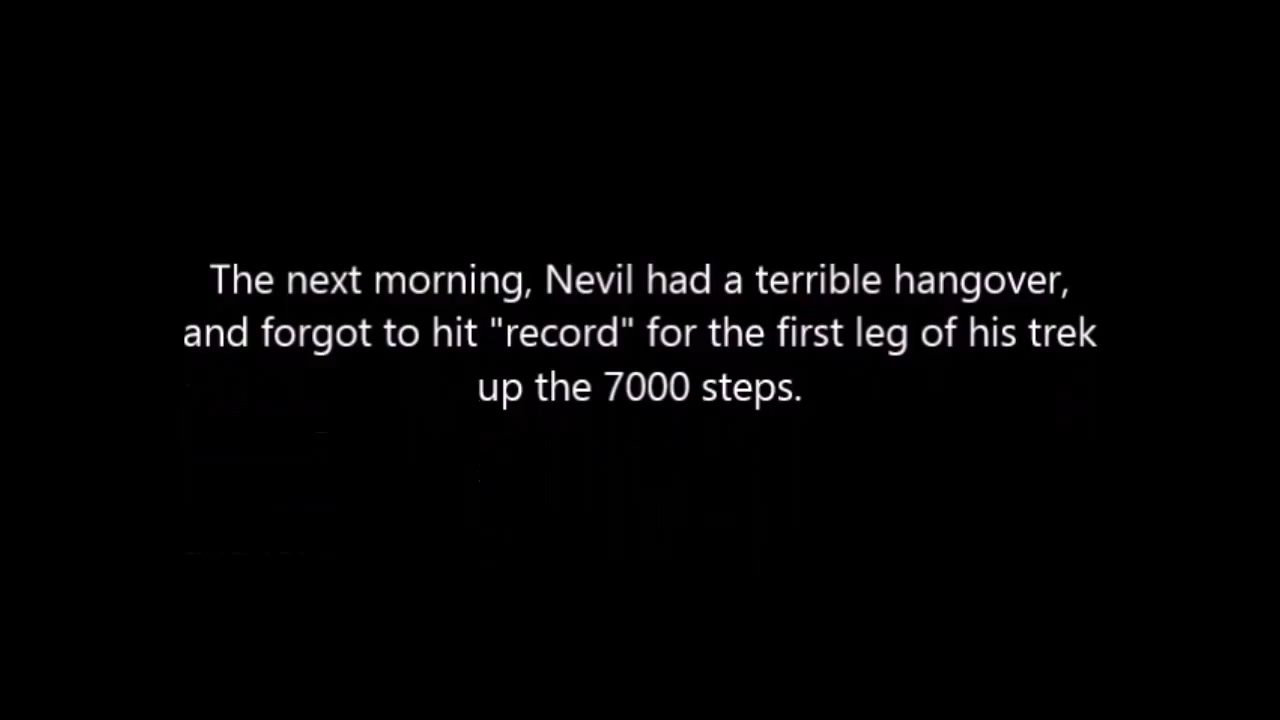 The next morning, Nevil had a terrible hangover,
and forgot to hit "record" for the first leg of his trek
up the 7000 steps.